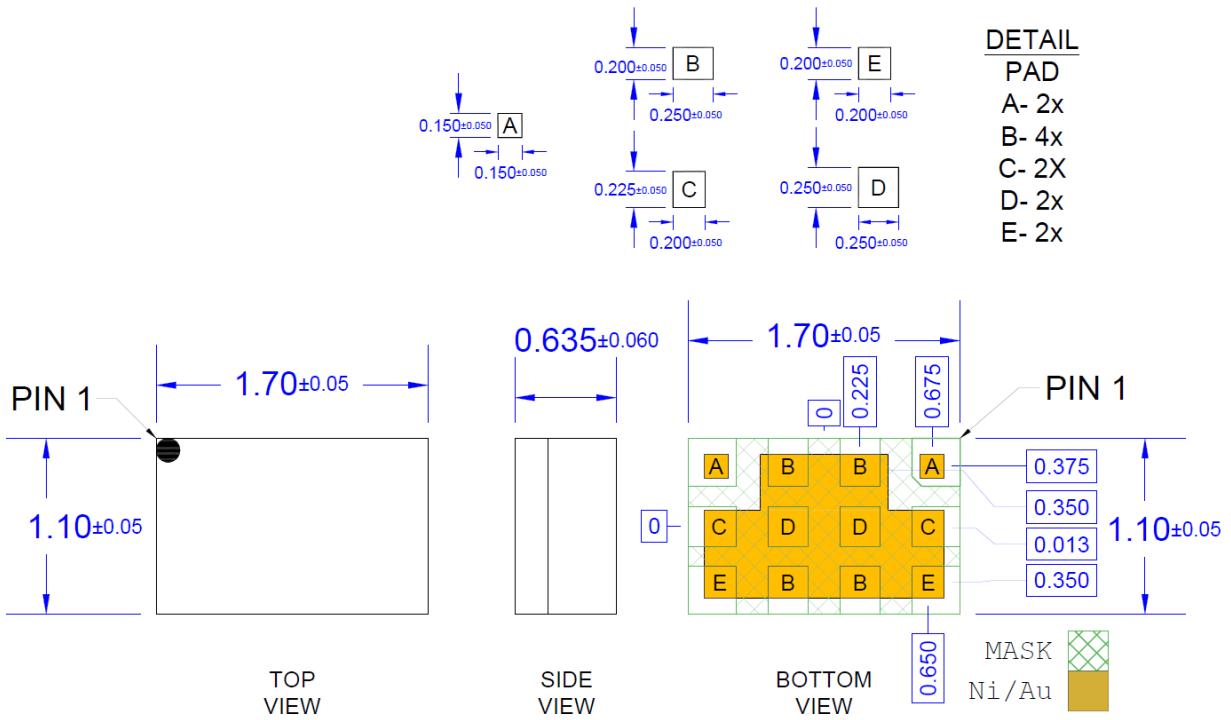 DETAIL
PAD
A- 2x
B- 4x
C- 2X
D- 2x
E- 2x
0.200±0.050
B
0.250±0.050
0.200±0.050
E
0.200±0.050
0.150±0.050
A
0.150±0.050
0.225±0.050
C
0.200±0.050
0.250±0.050
D
0.250±0.050
PIN 1
1.70±0.05
1.10±0.05
TOP
VIEW
0.635±0.060
SIDE
VIEW
1.70±0.05
0
0.225
0.675
PIN 1
A B B A
0
C D D C
E B B E
0.375
0.350
0.013
0.350
1.10±0.05
0.650
BOTTOM
VIEW
MASK
Ni/Au